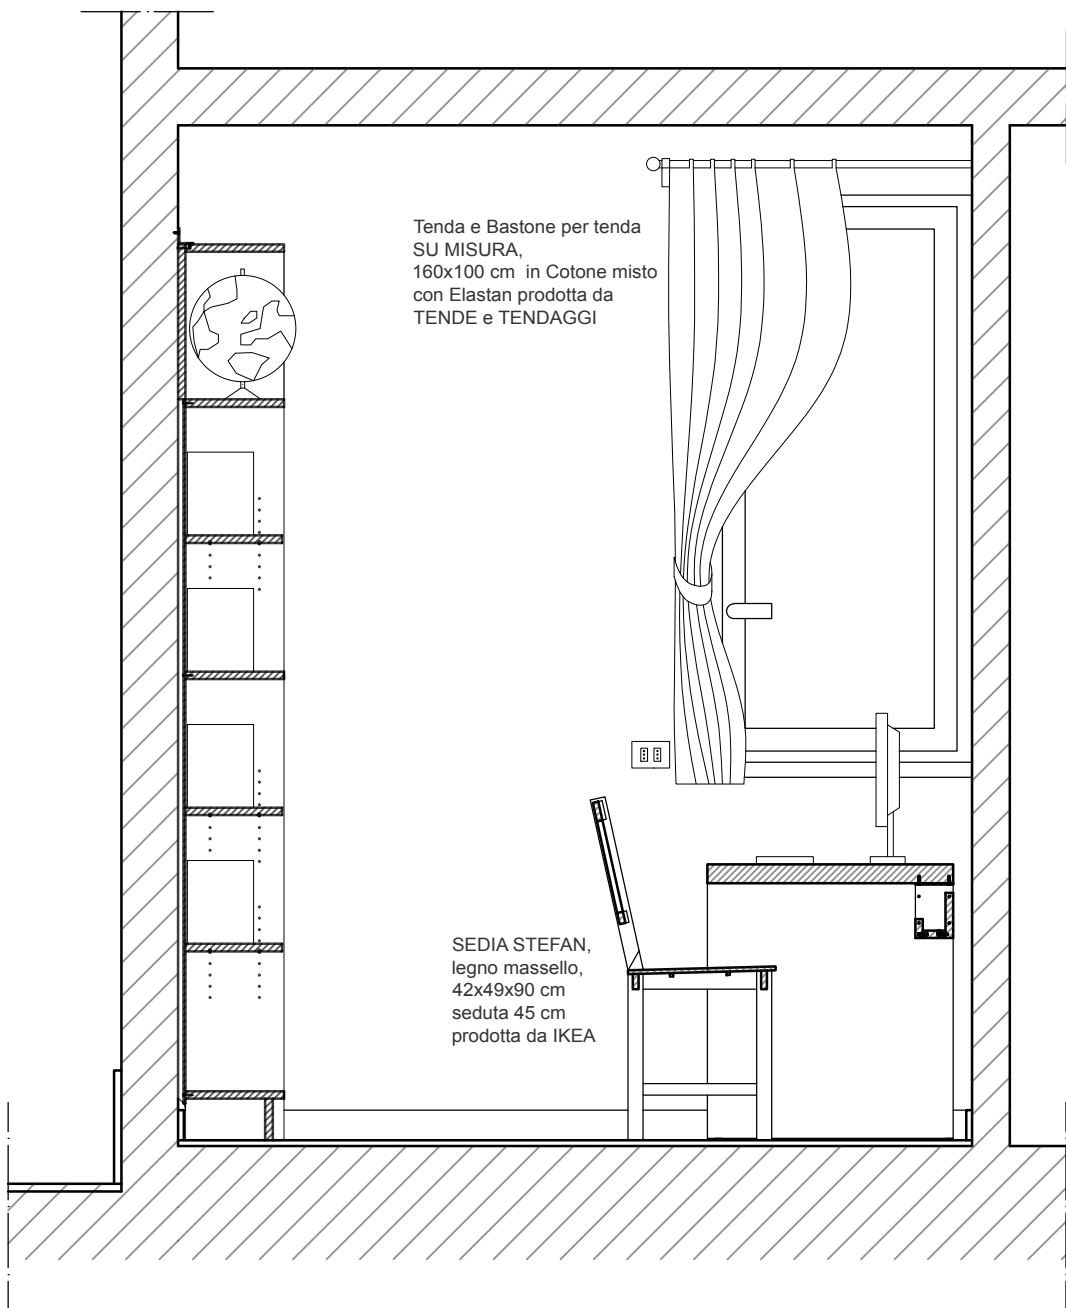 Tenda e Bastone per tenda
SU MISURA,
160x100 cm  in Cotone misto
con Elastan prodotta da
TENDE e TENDAGGI
SEDIA STEFAN,
legno massello,
42x49x90 cm
seduta 45 cm
prodotta da IKEA